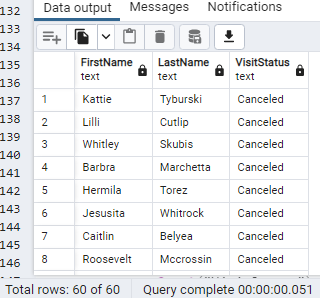 132
133
134
135
136
137
138
139
140
141
142
143
144
145
146
Data output Messages Notifications
FirstName LastName VisitStatus
text text text
1 Kattie Tyburski Canceled
2 Lilli Cutlip Canceled
3 Whitley Skubis Canceled
4 Barbra Marchetta Canceled
5 Hermila Torez Canceled
6 Jesusita Whitrock Canceled
7 Caitlin Belyea Canceled
8 Roosevelt Mccrossin Canceled
Total rows: 60 of 60 Query complete 00:00:00.051